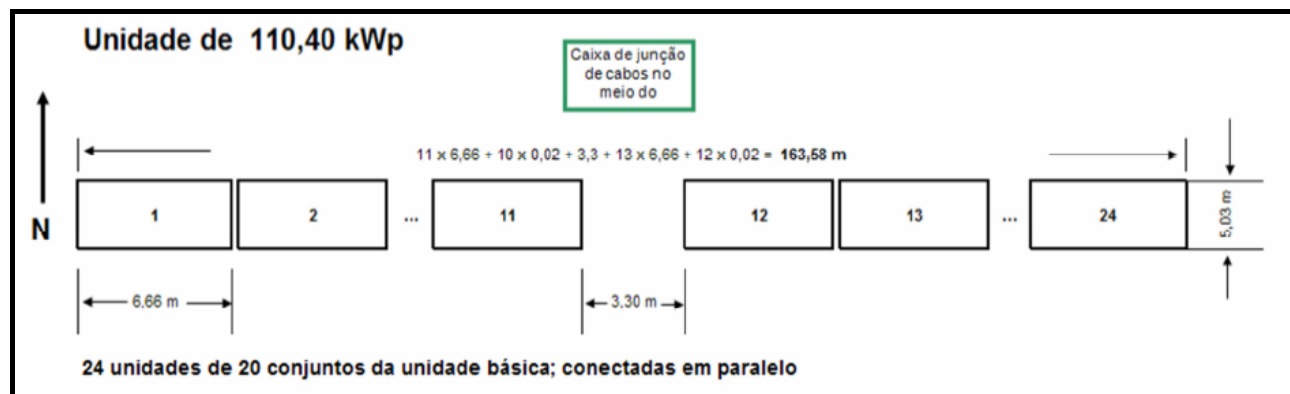 Unidade de 110,40 kWp
Caixa de junção
de cabos no
meio do
11 x 6,66 + 10 x 0,02 + 3,3 + 13 x 6,66 + 12 x 0,02 = 163,58 m
N
1
2
...
11
12
13
...
24
5,03 m
6,66 m
3,30 m
24 unidades de 20 conjuntos da unidade básica; conectadas em paralelo